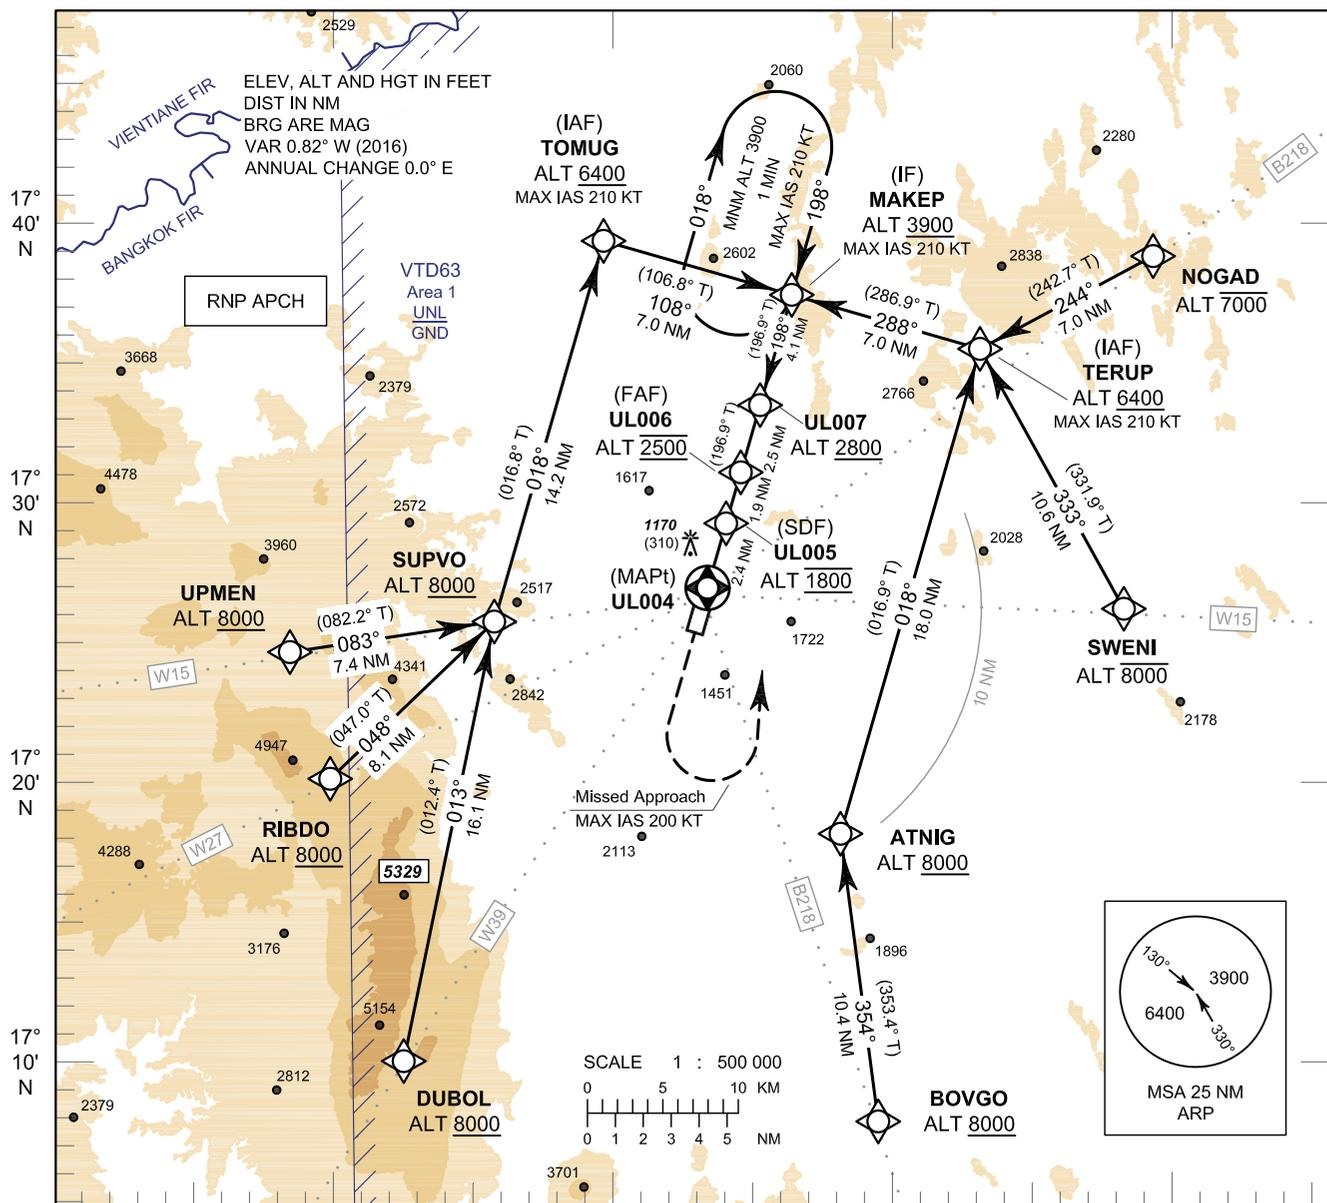 2529
ELEV, ALT AND HGT IN FEET
DIST IN NM
BRG ARE MAG
VAR 0.82° W (2016)
ANNUAL CHANGE 0.0° E
VIENTIANE FIR
BANGKOK FIR
RNP APCH
VTD63
Area 1
UNL
GND
(IAF)
TOMUG
ALT 6400
MAX IAS 210 KT
2060
018°
MNM ALT 3900
1 MIN
MAX IAS 210 KT
198°
2602
(IF)
MAKEP
ALT 3900
MAX IAS 210 KT
2280
B218
2838
NOGAD
ALT 7000
(242.7° T)
244°
7.0 NM
(106.8° T)
108°
7.0 NM
(286.9° T)
288°
7.0 NM
(196.9° T)
198°
4.1 NM
(IAF)
TERUP
ALT 6400
MAX IAS 210 KT
2766
17°
40'
N
3668
2379
4478
17°
30'
N
2572
3960
(016.8° T)
018°
14.2 NM
(FAF)
UL006
ALT 2500
1617
(196.9° T)
2.5 NM
UL007
ALT 2800
1.9 NM
(SDF)
UL005
ALT 1800
1170
(310)
2.4 NM
(MAPt)
UL004
(331.9° T)
333°
10.6 NM
2028
SUPVO
ALT 8000
2517
UPMEN
ALT 8000
(082.2° T)
083°
7.4 NM
W15
4341
2842
1722
1451
(016.9° T)
018°
18.0 NM
10 NM
W15
SWENI
ALT 8000
2178
(047.0° T)
048°
8.1 NM
4947
17°
20'
N
RIBDO
ALT 8000
(012.4° T)
013°
16.1 NM
Missed Approach
MAX IAS 200 KT
2113
ATNIG
ALT 8000
4288
W27
5329
W39
B218
3176
1896
5154
(353.4° T)
354°
10.4 NM
17°
10'
N
2812
2379
DUBOL
ALT 8000
SCALE 1 : 500 000
0 5 10 KM
0 1 2 3 4 5 NM
3701
BOVGO
ALT 8000
130°
3900
6400
330°
MSA 25 NM
ARP